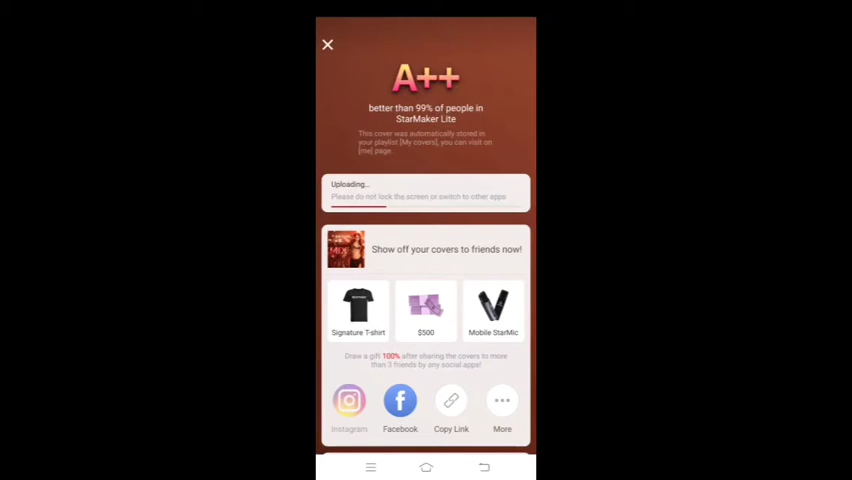 A++
better than 99% of people in
StarMaker Lite
This cover was automatically stored in
your playlist [My covers], you can visit on
[me] page.
Uploading...
Please do not lock the screen or switch to other apps
Show off your covers to friends now!
Signature T-shirt
$500
Mobile StarMic
Draw a gift 100% after sharing the covers to more
than 3 friends by any social apps!
Instagram
Facebook
Copy Link
More